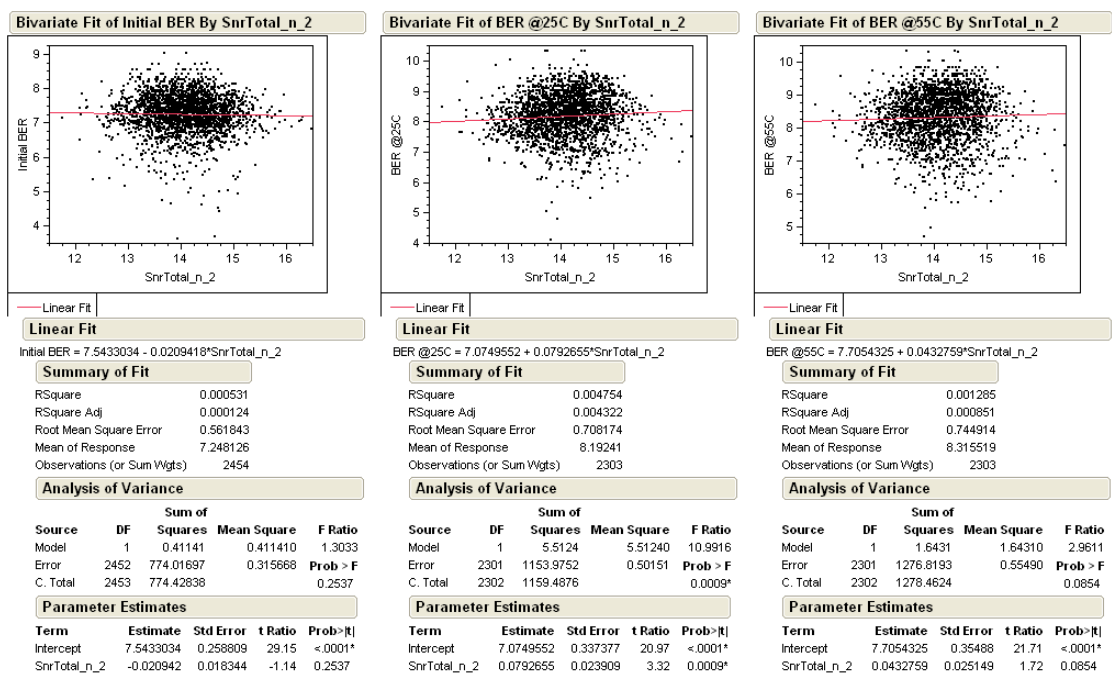 Bivariate Fit of Initial BER By SnrTotal_n_2
9
8
7
6
5
4
Initial BER
12 13 14 15 16
SnrTotal_n_2
Linear Fit
Linear Fit
Initial BER = 7.5433034 - 0.0209418*SnrTotal_n_2
Summary of Fit
RSquare 0.000531
RSquare Adj 0.000124
Root Mean Square Error 0.561843
Mean of Response 7.248126
Observations (or Sum Wgts) 2454
Analysis of Variance
Sum of
Source DF Squares Mean Square F Ratio
Model 1 0.41141 0.411410 1.3033
Error 2452 774.01697 0.315668 Prob > F
C. Total 2453 774.42838 0.2537
Parameter Estimates
Term Estimate Std Error t Ratio Prob>|t|
Intercept 7.5433034 0.258809 29.15 <.0001*
SnrTotal_n_2 -0.020942 0.018344 -1.14 0.2537
Bivariate Fit of BER @25C By SnrTotal_n_2
10
9
8
7
6
5
4
BER @25C
12 13 14 15 16
SnrTotal_n_2
Linear Fit
Linear Fit
BER @25C = 7.0749552 + 0.0792655*SnrTotal_n_2
Summary of Fit
RSquare 0.004754
RSquare Adj 0.004322
Root Mean Square Error 0.708174
Mean of Response 8.19241
Observations (or Sum Wgts) 2303
Analysis of Variance
Sum of
Source DF Squares Mean Square F Ratio
Model 1 5.5124 5.51240 10.9916
Error 2301 1153.9752 0.50151 Prob > F
C. Total 2302 1159.4876 0.0009*
Parameter Estimates
Term Estimate Std Error t Ratio Prob>|t|
Intercept 7.0749552 0.337377 20.97 <.0001*
SnrTotal_n_2 0.0792655 0.023909 3.32 0.0009*
Bivariate Fit of BER @55C By SnrTotal_n_2
10
9
8
7
6
5
BER @55C
12 13 14 15 16
SnrTotal_n_2
Linear Fit
Linear Fit
BER @55C = 7.7054325 + 0.0432759*SnrTotal_n_2
Summary of Fit
RSquare 0.001285
RSquare Adj 0.000851
Root Mean Square Error 0.744914
Mean of Response 8.315519
Observations (or Sum Wgts) 2303
Analysis of Variance
Sum of
Source DF Squares Mean Square F Ratio
Model 1 1.6431 1.64310 2.9611
Error 2301 1276.8193 0.55490 Prob > F
C. Total 2302 1278.4624 0.0854
Parameter Estimates
Term Estimate Std Error t Ratio Prob>|t|
Intercept 7.7054325 0.35488 21.71 <.0001*
SnrTotal_n_2 0.0432759 0.025149 1.72 0.0854